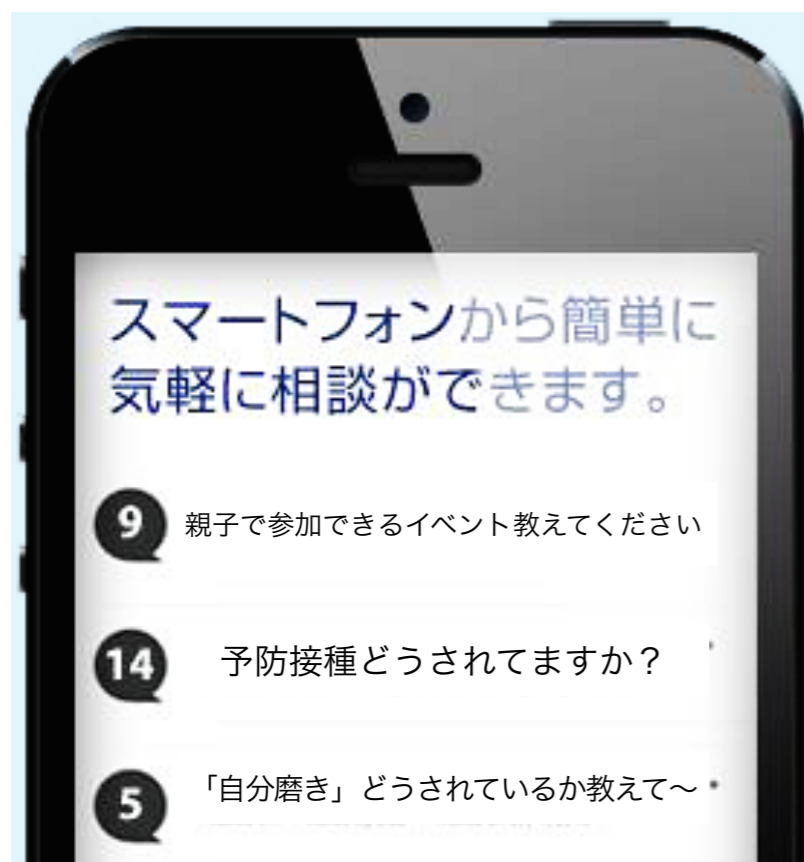 スマートフォンから簡単に
気軽に相談ができます。
9 親子で参加できるイベント教えてください
14 予防接種どうされてますか？
5 「自分磨き」どうされているか教えて〜